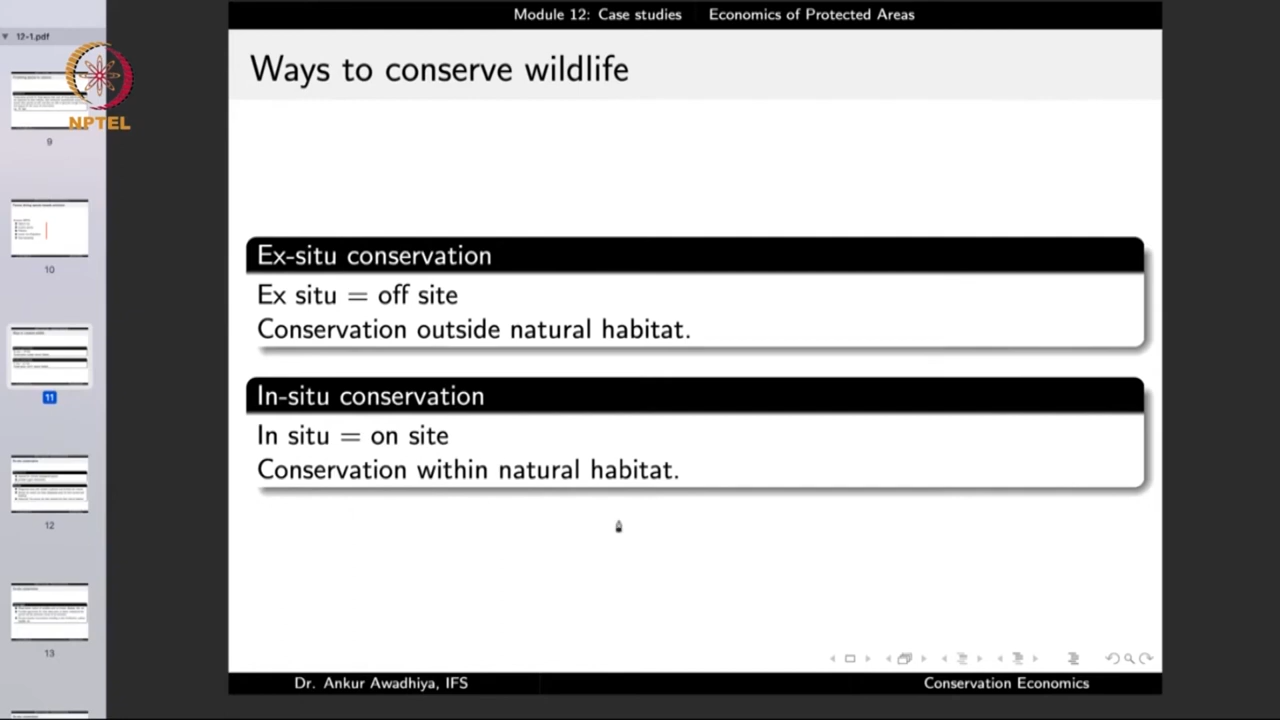 Module 12: Case studies Economics of Protected Areas
12-1.pdf
NPTEL
Ways to conserve wildlife
Ex-situ conservation
Ex situ = off site
Conservation outside natural habitat.
In-situ conservation
In situ = on site
Conservation within natural habitat.
9
10
11
12
13
Dr. Ankur Awadhiya, IFS Conservation Economics